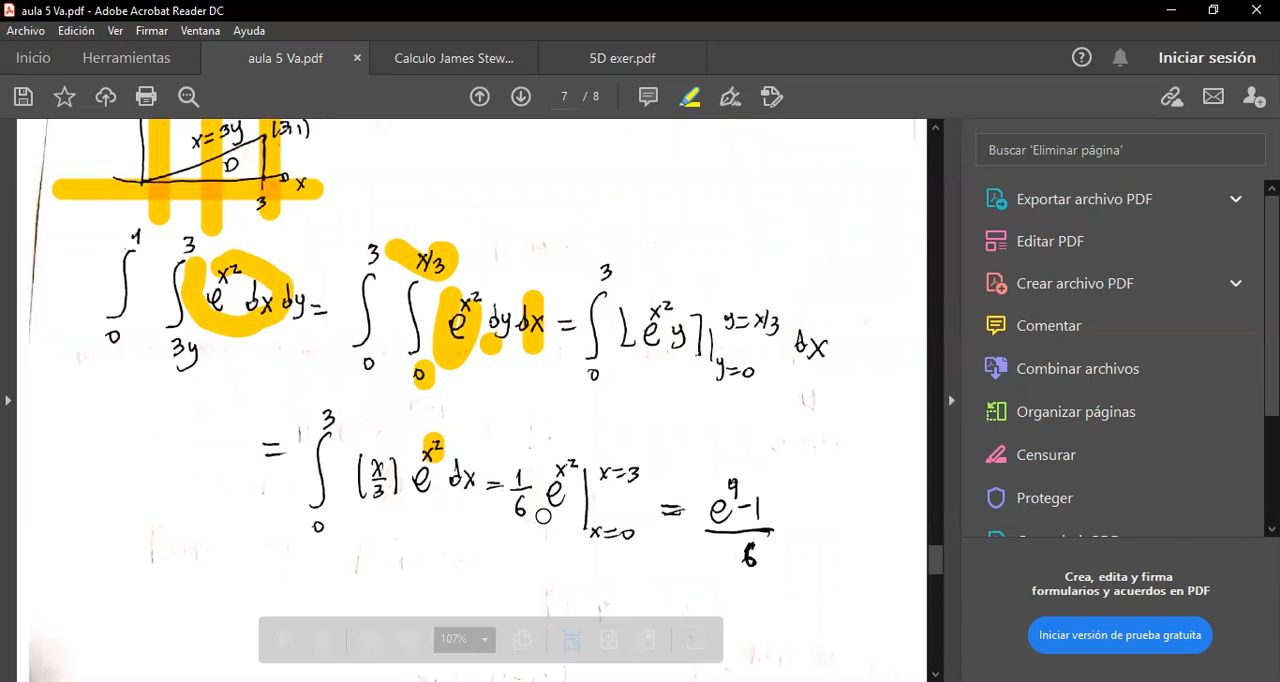 aula 5 Va.pdf - Adobe Acrobat Reader DC
Archivo Edición Ver Firmar Ventana Ayuda
Inicio Herramientas aula 5 Va.pdf × Calculo James Stew... 5D exer.pdf Iniciar sesión
7 / 8
Buscar 'Eliminar página'
Exportar archivo PDF
Editar PDF
Crear archivo PDF
Comentar
Combinar archivos
Organizar páginas
Censurar
Proteger
Crea, edita y firma
formularios y acuerdos en PDF
Iniciar versión de prueba gratuita
x=3y (3,1)
D
x
3
∫₀¹ ∫₃y³ e^x² dx dy = ∫₀³ ∫₀^x/3 e^x² dy dx = ∫₀³ [e^x² y]|y=0 y=x/3 dx
= ∫₀³ (x/3) e^x² dx = 1/6 e^x² |x=0 x=3 = e^9-1/6
107%